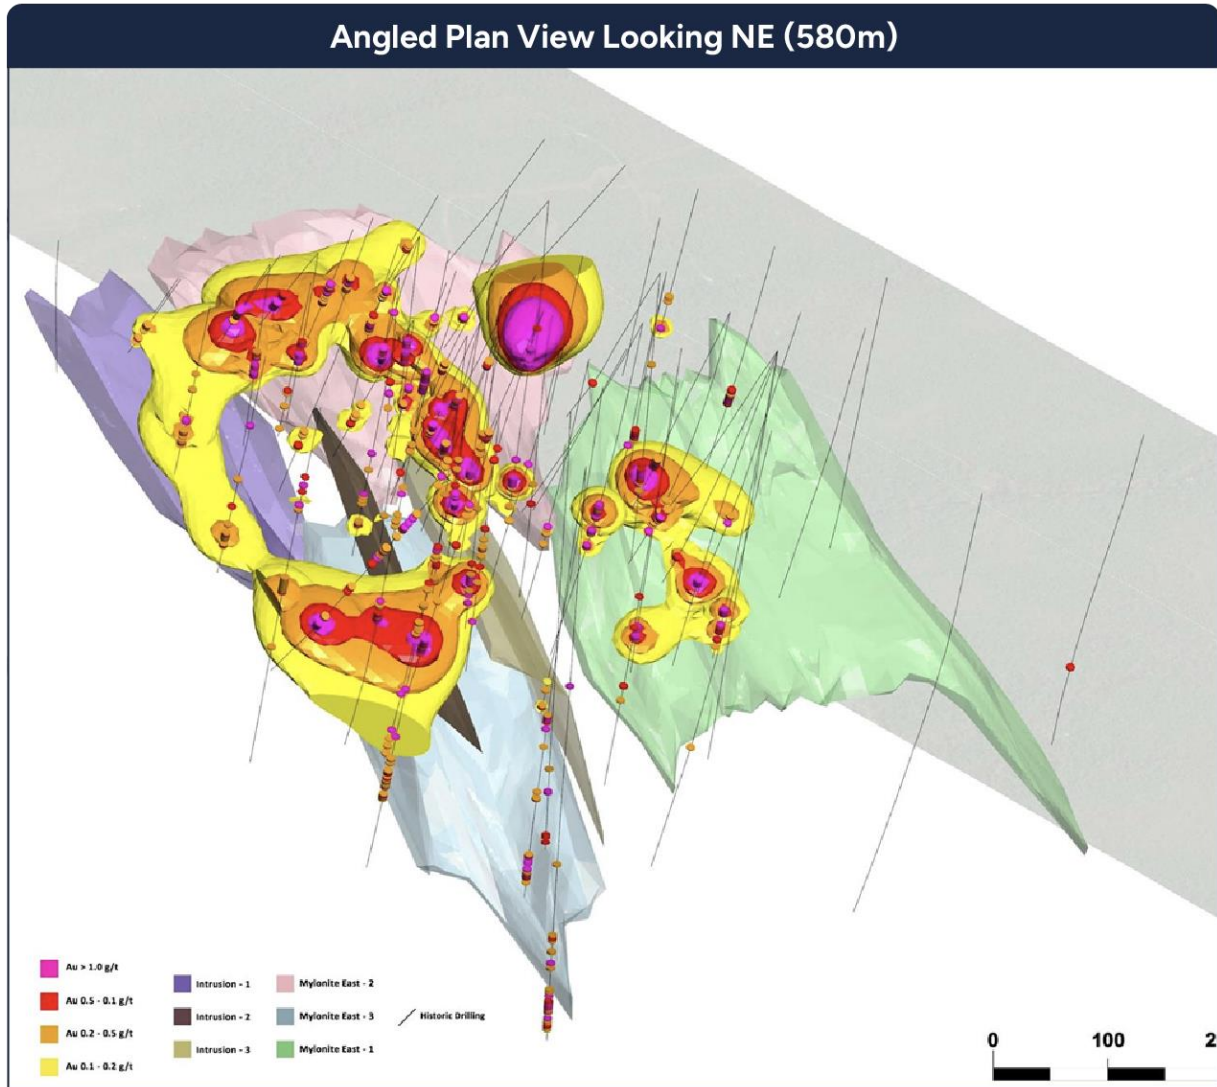 Angled Plan View Looking NE (580m)
Au > 1.0 g/t
Au 0.5 - 0.1 g/t
Au 0.2 - 0.5 g/t
Au 0.1 - 0.2 g/t
Intrusion - 1
Intrusion - 2
Intrusion - 3
Mylonite East - 2
Mylonite East - 3
Mylonite East - 1
Historic Drilling
0 100 2